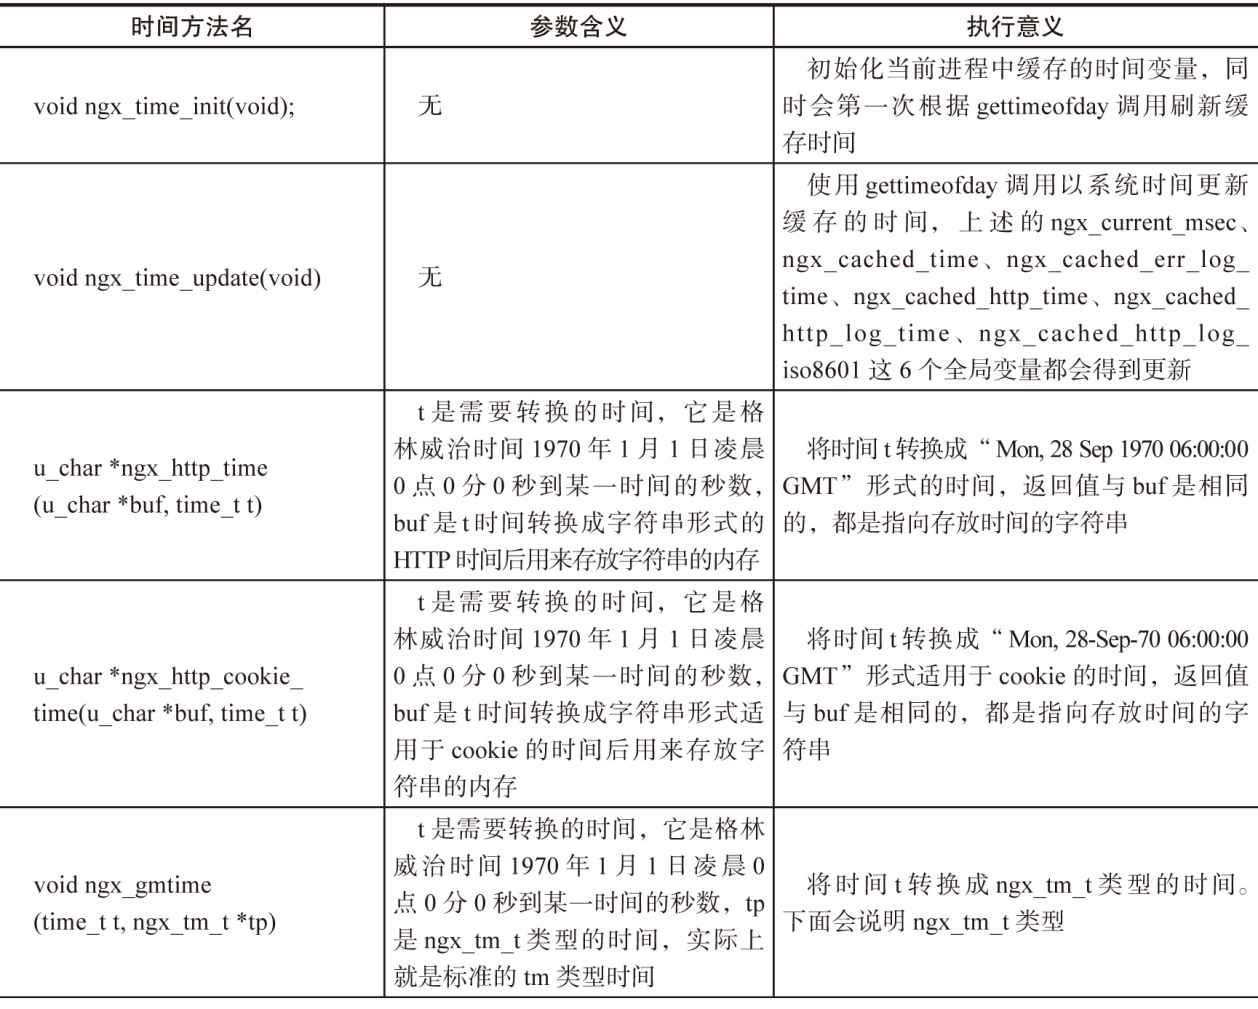 时间方法名
参数含义
执行意义
void ngx_time_init(void);
无
初始化当前进程中缓存的时间变量，同
时会第一次根据 gettimeofday 调用刷新缓
存时间
void ngx_time_update(void)
无
使用 gettimeofday 调用以系统时间更新
缓存的时间，上述的 ngx_current_msec、
ngx_cached_time、ngx_cached_err_log_
time、ngx_cached_http_time、ngx_cached_
http_log_time、ngx_cached_http_log_
iso8601 这 6 个全局变量都会得到更新
u_char *ngx_http_time
(u_char *buf, time_t t)
t 是需要转换的时间，它是格
林威治时间 1970 年 1 月 1 日凌晨
0 点 0 分 0 秒到某一时间的秒数，
buf 是 t 时间转换成字符串形式的
HTTP 时间后用来存放字符串的内存
将时间 t 转换成“ Mon, 28 Sep 1970 06:00:00
GMT”形式的时间，返回值与 buf 是相同
的，都是指向存放时间的字符串
u_char *ngx_http_cookie_
time(u_char *buf, time_t t)
t 是需要转换的时间，它是格
林威治时间 1970 年 1 月 1 日凌晨
0 点 0 分 0 秒到某一时间的秒数，
buf 是 t 时间转换成字符串形式适
用于 cookie 的时间后用来存放字
符串的内存
将时间 t 转换成“ Mon, 28-Sep-70 06:00:00
GMT”形式适用于 cookie 的时间，返回值
与 buf 是相同的，都是指向存放时间的字
符串
void ngx_gmtime
(time_t t, ngx_tm_t *tp)
t 是需要转换的时间，它是格林
威治时间 1970 年 1 月 1 日凌晨 0
点 0 分 0 秒到某一时间的秒数，tp
是 ngx_tm_t 类型的时间，实际上
就是标准的 tm 类型时间
将时间 t 转换成 ngx_tm_t 类型的时间。
下面会说明 ngx_tm_t 类型